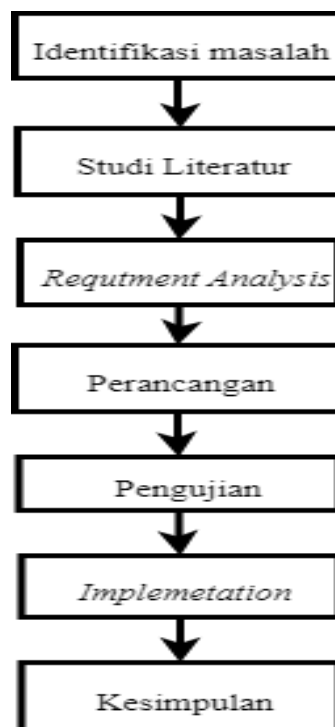 Identifikasi masalah
Studi Literatur
Requtment Analysis
Perancangan
Pengujian
Implemetation
Kesimpulan